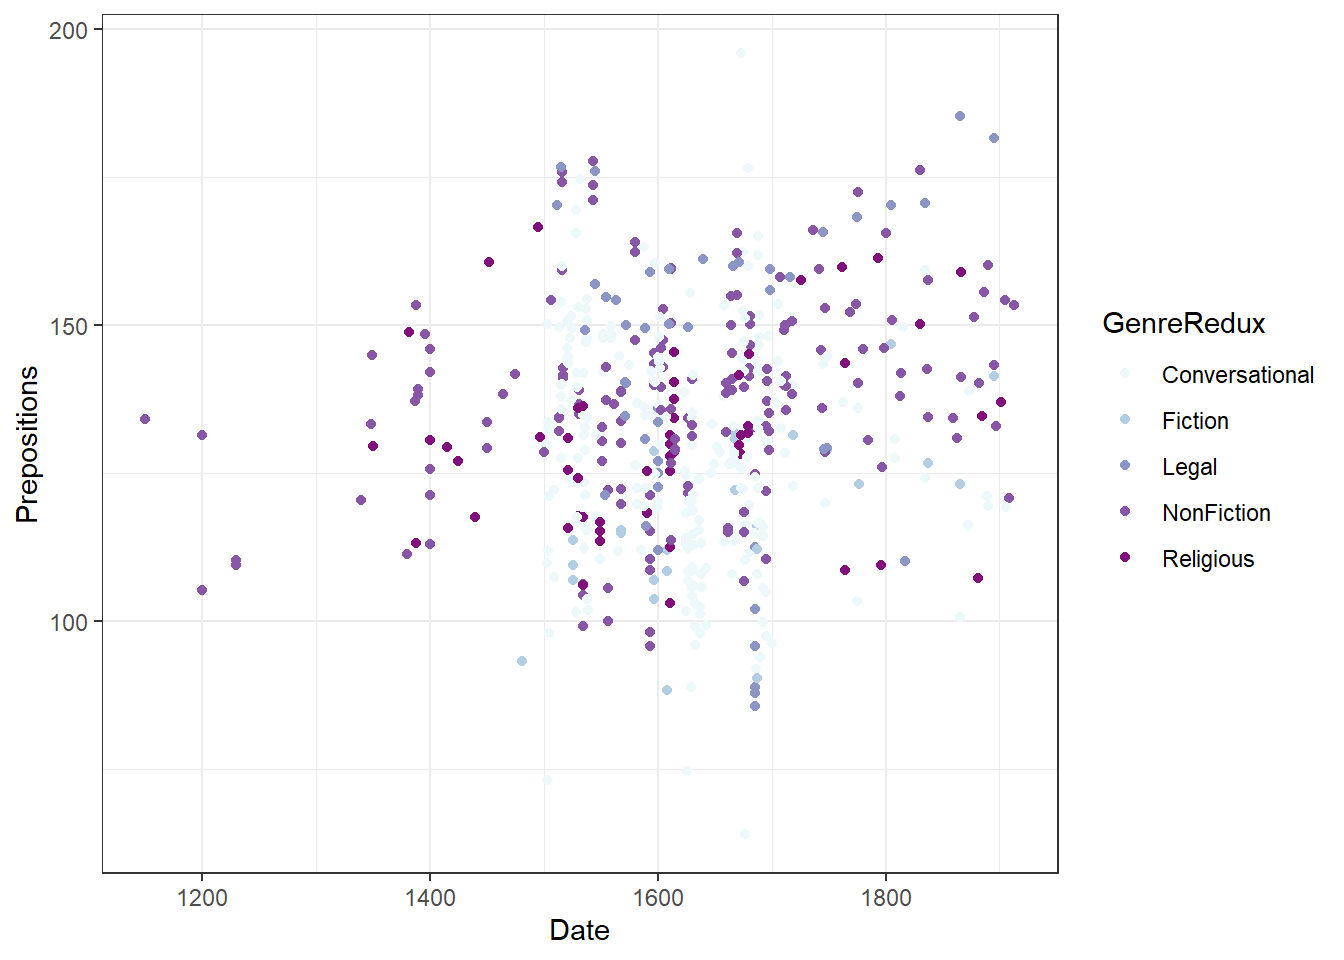 200
150
100
Prepositions
1200
1400
1600
1800
Date
GenreRedux
Conversational
Fiction
Legal
NonFiction
Religious